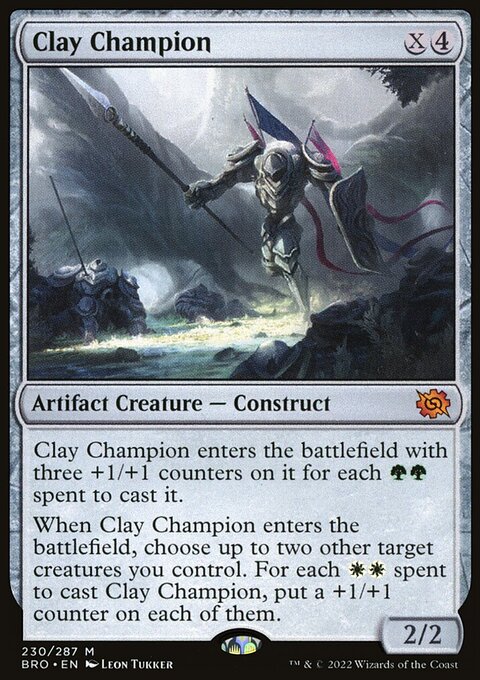 Clay Champion X4
Artifact Creature — Construct
Clay Champion enters the battlefield with
three +1/+1 counters on it for each
spent to cast it.
When Clay Champion enters the
battlefield, choose up to two other target
creatures you control. For each spent
to cast Clay Champion, put a +1/+1
counter on each of them.
2/2
230/287 M
BRO • EN LEON TUKKER
™ & © 2022 Wizards of the Coast